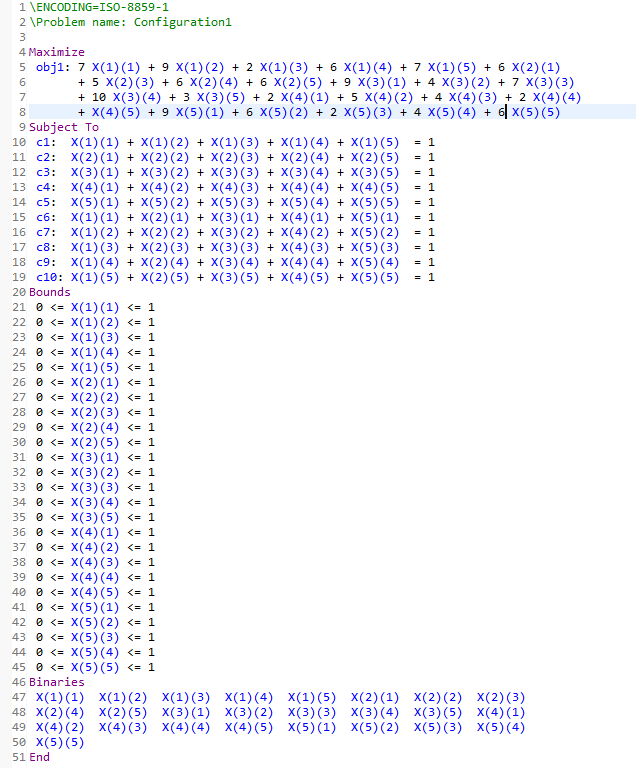 1 \ENCODING=ISO-8859-1
2 \Problem name: Configuration1
3
4 Maximize
5 obj1: 7 X(1)(1) + 9 X(1)(2) + 2 X(1)(3) + 6 X(1)(4) + 7 X(1)(5) + 6 X(2)(1)
6 + 5 X(2)(3) + 6 X(2)(4) + 6 X(2)(5) + 9 X(3)(1) + 4 X(3)(2) + 7 X(3)(3)
7 + 10 X(3)(4) + 3 X(3)(5) + 2 X(4)(1) + 5 X(4)(2) + 4 X(4)(3) + 2 X(4)(4)
8 + X(4)(5) + 9 X(5)(1) + 6 X(5)(2) + 2 X(5)(3) + 4 X(5)(4) + 6 X(5)(5)
9 Subject To
10 c1: X(1)(1) + X(1)(2) + X(1)(3) + X(1)(4) + X(1)(5) = 1
11 c2: X(2)(1) + X(2)(2) + X(2)(3) + X(2)(4) + X(2)(5) = 1
12 c3: X(3)(1) + X(3)(2) + X(3)(3) + X(3)(4) + X(3)(5) = 1
13 c4: X(4)(1) + X(4)(2) + X(4)(3) + X(4)(4) + X(4)(5) = 1
14 c5: X(5)(1) + X(5)(2) + X(5)(3) + X(5)(4) + X(5)(5) = 1
15 c6: X(1)(1) + X(2)(1) + X(3)(1) + X(4)(1) + X(5)(1) = 1
16 c7: X(1)(2) + X(2)(2) + X(3)(2) + X(4)(2) + X(5)(2) = 1
17 c8: X(1)(3) + X(2)(3) + X(3)(3) + X(4)(3) + X(5)(3) = 1
18 c9: X(1)(4) + X(2)(4) + X(3)(4) + X(4)(4) + X(5)(4) = 1
19 c10: X(1)(5) + X(2)(5) + X(3)(5) + X(4)(5) + X(5)(5) = 1
20 Bounds
21 0 <= X(1)(1) <= 1
22 0 <= X(1)(2) <= 1
23 0 <= X(1)(3) <= 1
24 0 <= X(1)(4) <= 1
25 0 <= X(1)(5) <= 1
26 0 <= X(2)(1) <= 1
27 0 <= X(2)(2) <= 1
28 0 <= X(2)(3) <= 1
29 0 <= X(2)(4) <= 1
30 0 <= X(2)(5) <= 1
31 0 <= X(3)(1) <= 1
32 0 <= X(3)(2) <= 1
33 0 <= X(3)(3) <= 1
34 0 <= X(3)(4) <= 1
35 0 <= X(3)(5) <= 1
36 0 <= X(4)(1) <= 1
37 0 <= X(4)(2) <= 1
38 0 <= X(4)(3) <= 1
39 0 <= X(4)(4) <= 1
40 0 <= X(4)(5) <= 1
41 0 <= X(5)(1) <= 1
42 0 <= X(5)(2) <= 1
43 0 <= X(5)(3) <= 1
44 0 <= X(5)(4) <= 1
45 0 <= X(5)(5) <= 1
46 Binaries
47 X(1)(1) X(1)(2) X(1)(3) X(1)(4) X(1)(5) X(2)(1) X(2)(2) X(2)(3)
48 X(2)(4) X(2)(5) X(3)(1) X(3)(2) X(3)(3) X(3)(4) X(3)(5) X(4)(1)
49 X(4)(2) X(4)(3) X(4)(4) X(4)(5) X(5)(1) X(5)(2) X(5)(3) X(5)(4)
50 X(5)(5)
51 End